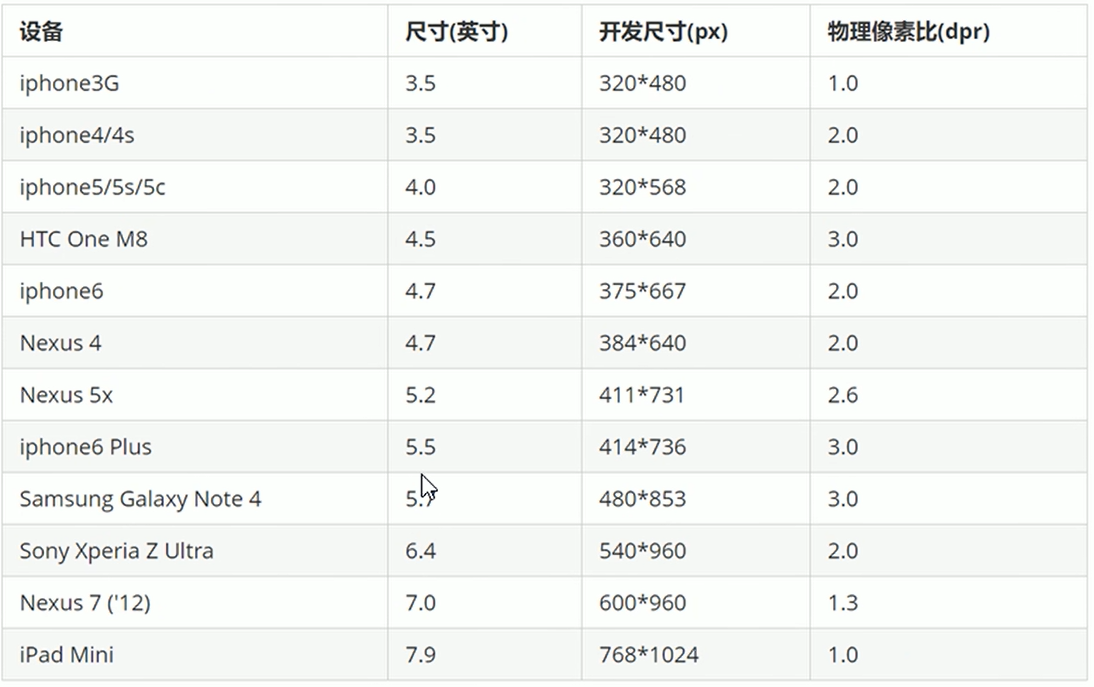 设备 尺寸(英寸) 开发尺寸(px) 物理像素比(dpr)
iphone3G 3.5 320*480 1.0
iphone4/4s 3.5 320*480 2.0
iphone5/5s/5c 4.0 320*568 2.0
HTC One M8 4.5 360*640 3.0
iphone6 4.7 375*667 2.0
Nexus 4 4.7 384*640 2.0
Nexus 5x 5.2 411*731 2.6
iphone6 Plus 5.5 414*736 3.0
Samsung Galaxy Note 4 5.7 480*853 3.0
Sony Xperia Z Ultra 6.4 540*960 2.0
Nexus 7 ('12) 7.0 600*960 1.3
iPad Mini 7.9 768*1024 1.0